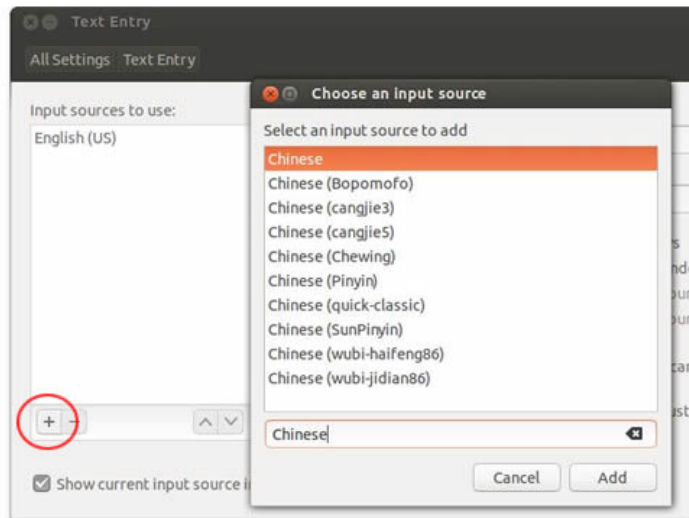 Text Entry
All Settings Text Entry
Input sources to use:
English (US)
Show current input source
Choose an input source
Select an input source to add
Chinese
Chinese (Bopomofo)
Chinese (cangjie3)
Chinese (cangjie5)
Chinese (Chewing)
Chinese (Pinyin)
Chinese (quick-classic)
Chinese (SunPinyin)
Chinese (wubi-haifeng86)
Chinese (wubi-jidian86)
Chinese
Cancel Add